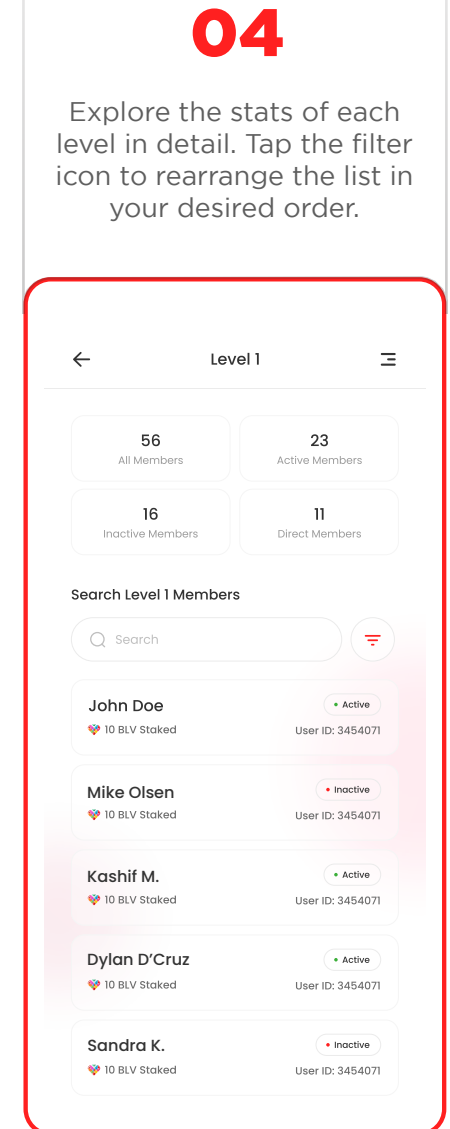 04
Explore the stats of each
level in detail. Tap the filter
icon to rearrange the list in
your desired order.
Level 1
56
All Members
23
Active Members
16
Inactive Members
11
Direct Members
Search Level 1 Members
Search
John Doe
Active
10 BLV Staked
User ID: 3454071
Mike Olsen
Inactive
10 BLV Staked
User ID: 3454071
Kashif M.
Active
10 BLV Staked
User ID: 3454071
Dylan D’Cruz
Active
10 BLV Staked
User ID: 3454071
Sandra K.
Inactive
10 BLV Staked
User ID: 3454071